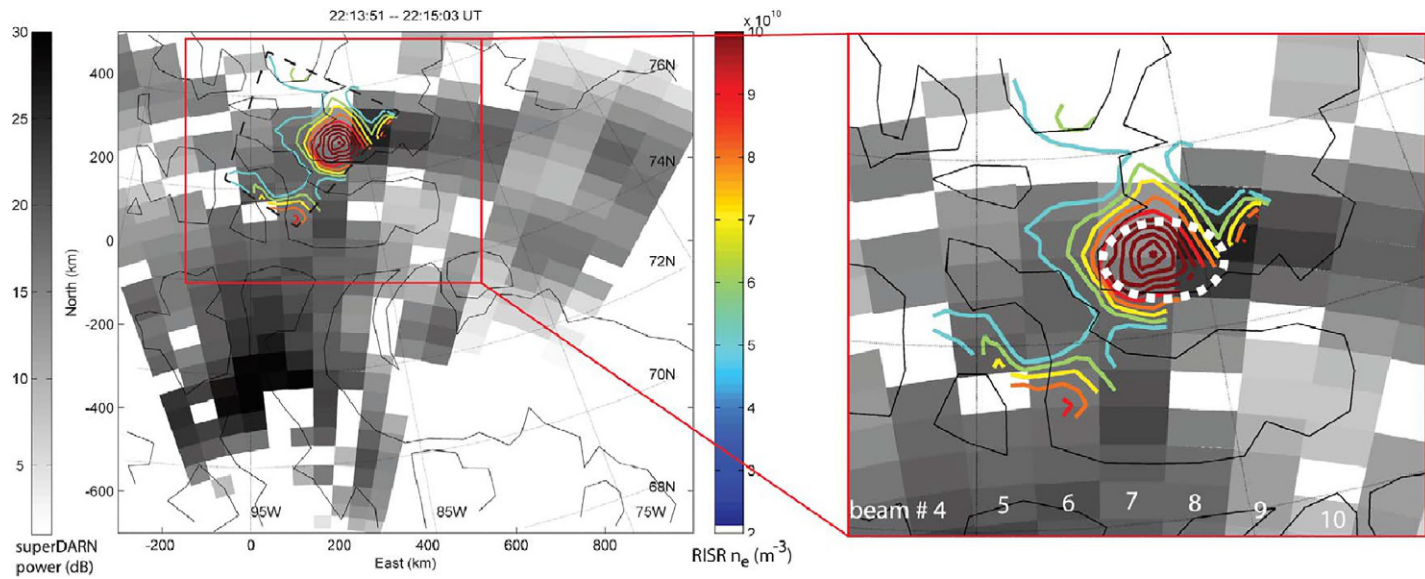 22:13:51 -- 22:15:03 UT
x 10^10
30
25
20
15
10
5
superDARN
power (dB)
400
200
0
-200
-400
-600
North (km)
76N
74N
72N
70N
68N
95W
85W
75W
-200
0
200
400
600
800
East (km)
10
9
8
7
6
5
4
3
2
RISR ne (m-3)
beam # 4
5
6
7
8
9
10